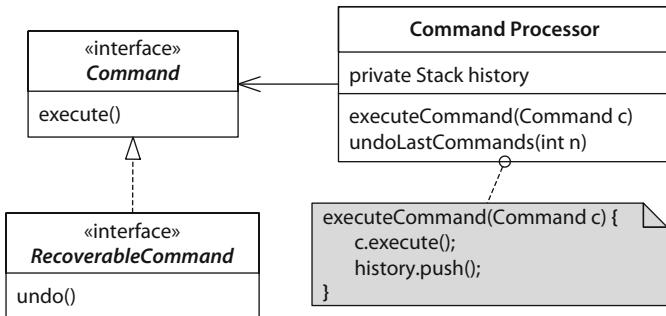 «interface»
Command
execute()
Command Processor
private Stack history
executeCommand(Command c)
undoLastCommands(int n)
«interface»
RecoverableCommand
undo()
executeCommand(Command c) {
c.execute();
history.push();
}